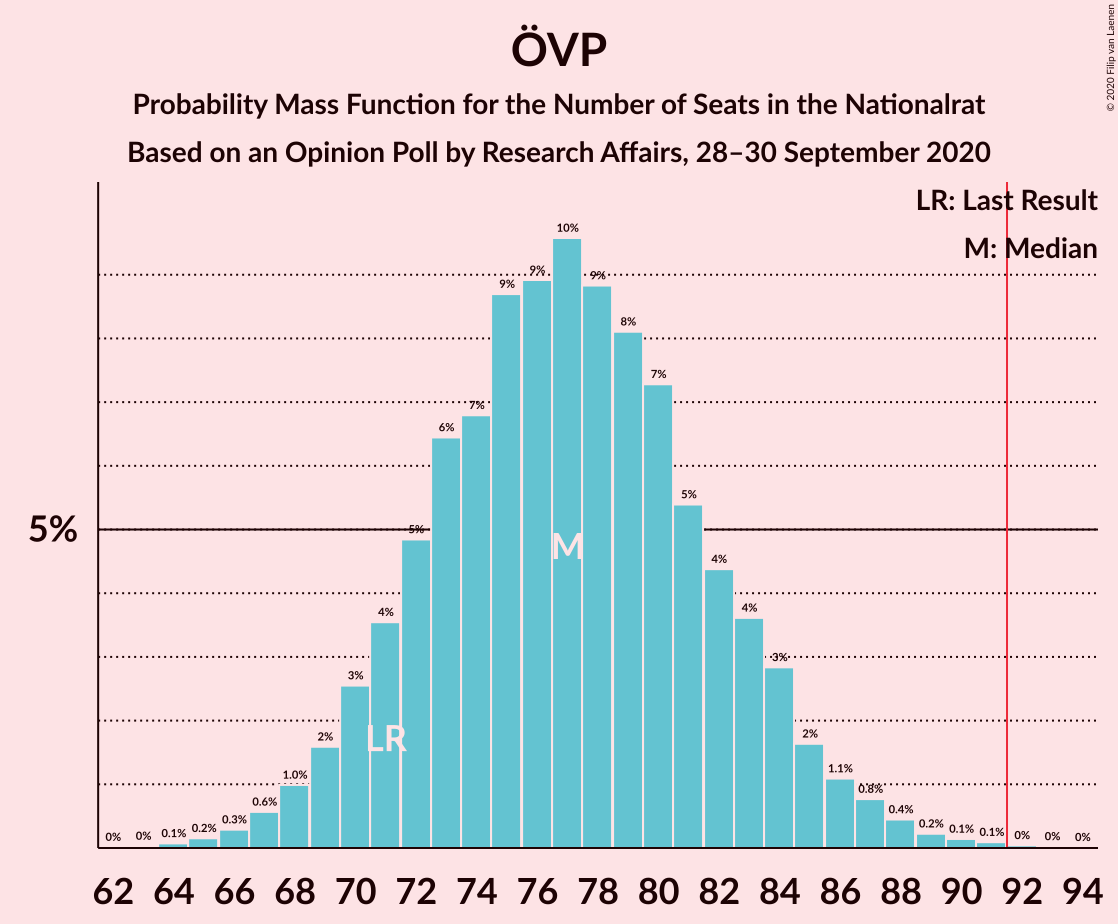 ÖVP
Probability Mass Function for the Number of Seats in the Nationalrat
Based on an Opinion Poll by Research Affairs, 28–30 September 2020
© 2020 Filip van Laenen
LR: Last Result
M: Median
5%
0% 0% 0.1% 0.2% 0.3% 0.6% 1.0% 2% 3% 4% 5% 6% 7% 9% 9% 10% 9% 8% 7% 5% 4% 4% 3% 2% 1.1% 0.8% 0.4% 0.2% 0.1% 0.1% 0% 0% 0%
M
LR
62 64 66 68 70 72 74 76 78 80 82 84 86 88 90 92 94